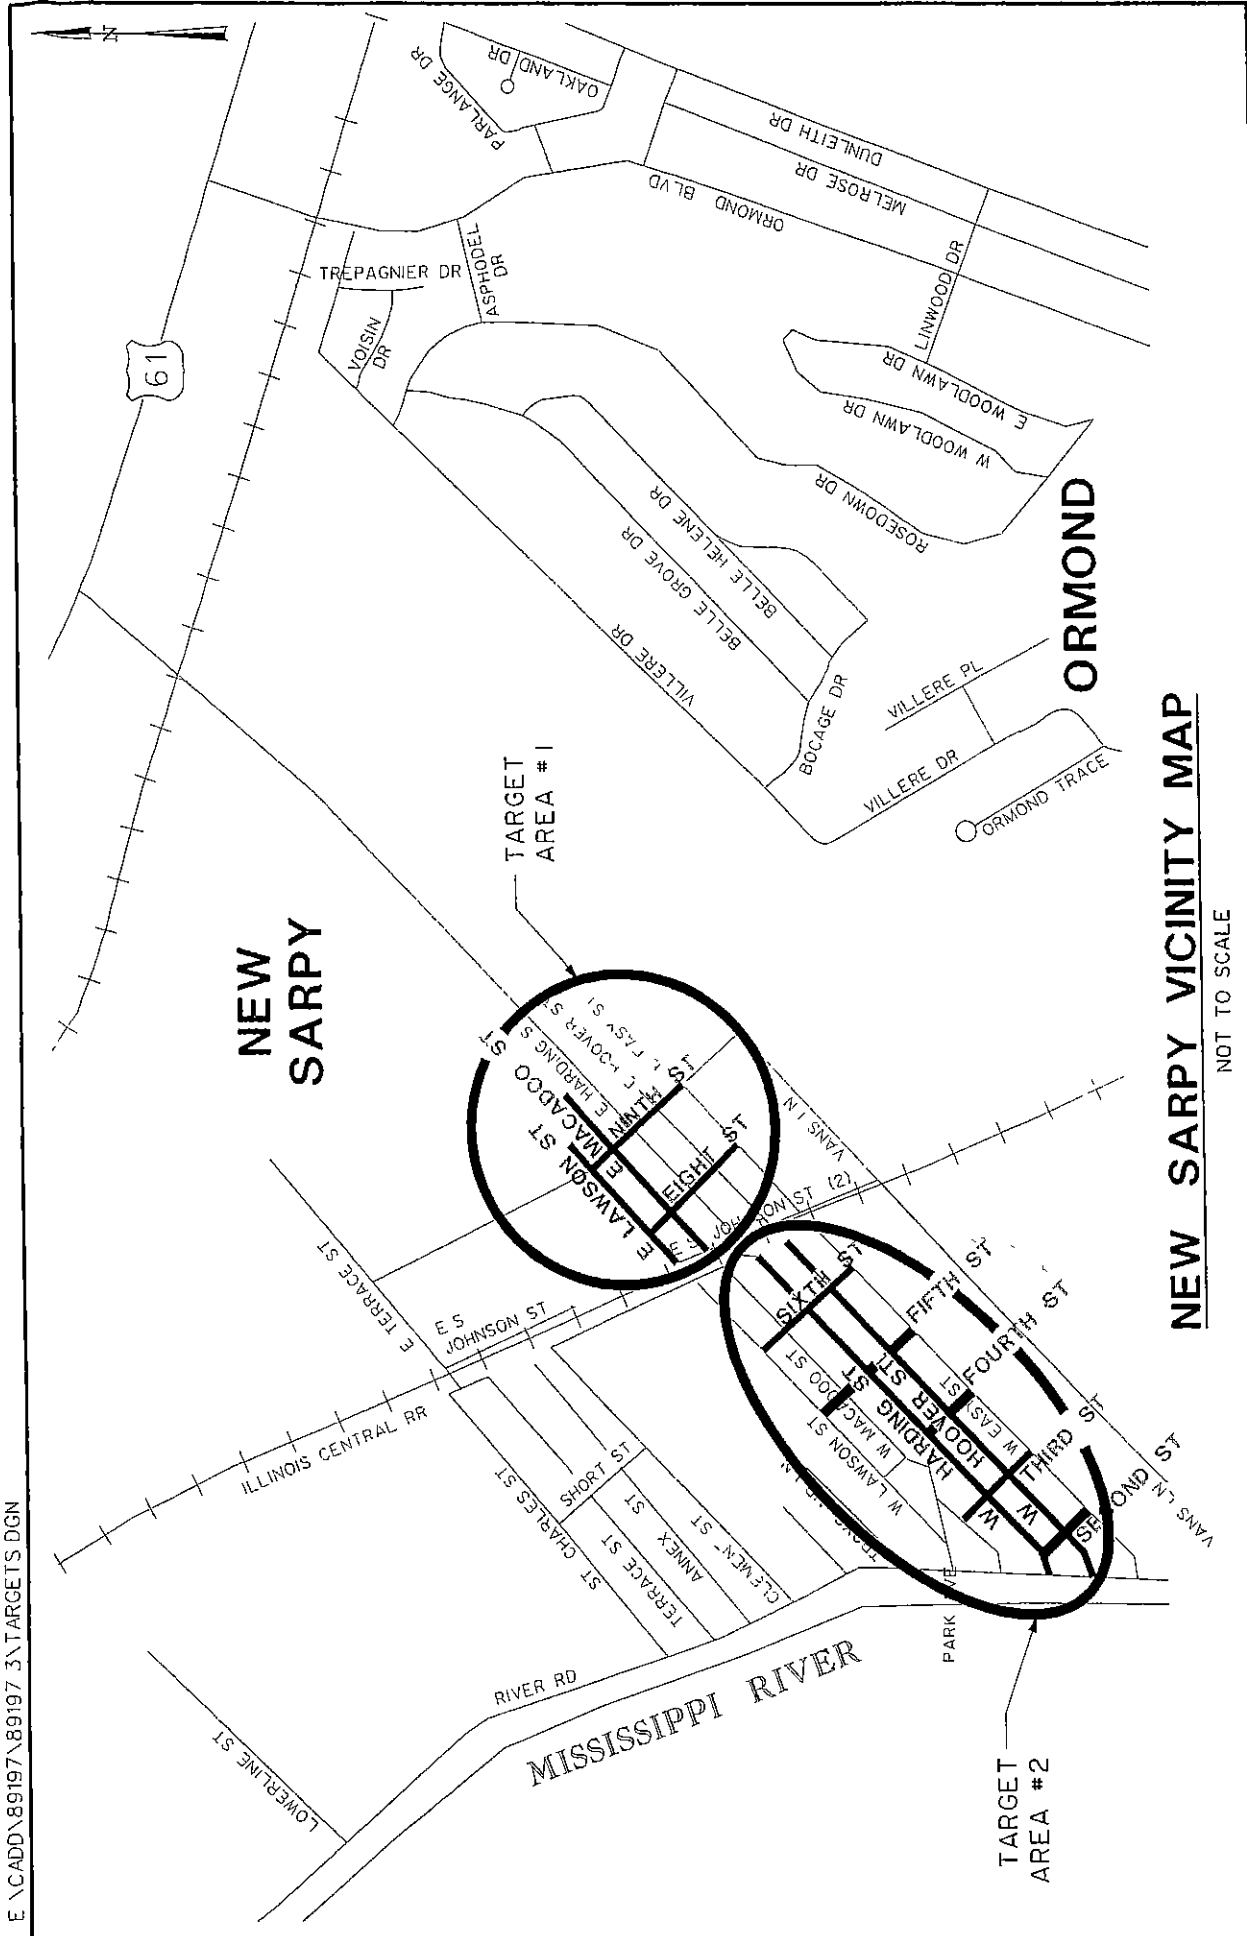 E \CADD\89197\89197 3\TARGETS DGN
N
61
NEW
SARPY
ORMOND
TARGET
AREA #1
TARGET
AREA #2
MISSISSIPPI RIVER
RIVER RD
LOWERLINE ST
ILLINOIS CENTRAL RR
E TERRACE ST
E S
JOHNSON ST
ST CHARLES ST
SHORT ST
TERRACE ST
ANNEX ST
CLEMENT ST
PARK
W LAWSON ST
W MACADOO ST
W HARDING ST
W HOOVER ST
W EASY ST
SIXTH ST
FIFTH ST
FOURTH ST
THIRD ST
SECOND ST
VANS LN
VANS LN
E LAWSON ST
E MACADOO ST
E HARDING ST
E HOOVER ST
NINTH ST
EIGHT ST
E S JOHNSON ST (2)
PARLANGE DR
OAKLAND DR
DUNLEITH DR
MELROSE DR
ORMOND BLVD
TREPAGNIER DR
VOISIN
DR
ASPHODEL
DR
LINWOOD DR
E WOODLAWN DR
W WOODLAWN DR
ROSEDOWN DR
BELLE HELENE DR
BELLE GROVE DR
VILLERE DR
BOCAGE DR
VILLERE PL
VILLERE DR
ORMOND TRACE
NEW SARPY VICINITY MAP
NOT TO SCALE